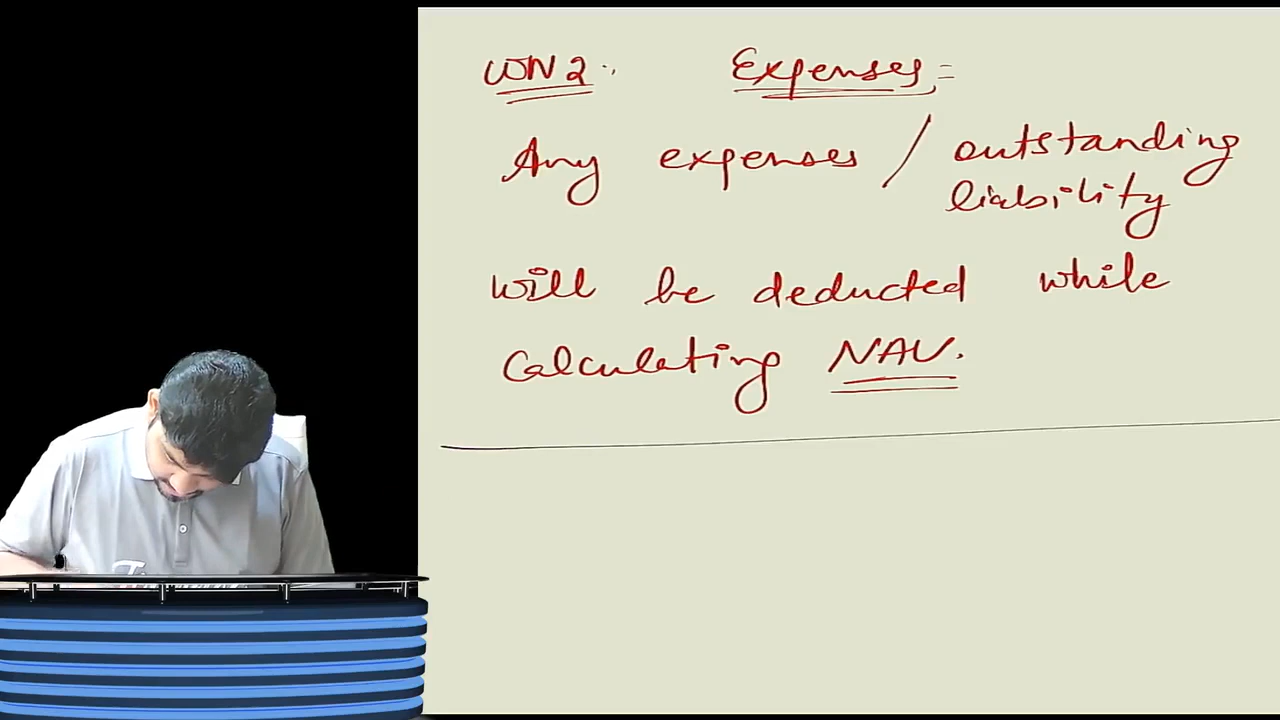 WN 2. Expenses:
Any expenses / outstanding
liability
will be deducted while
Calculating NAV.